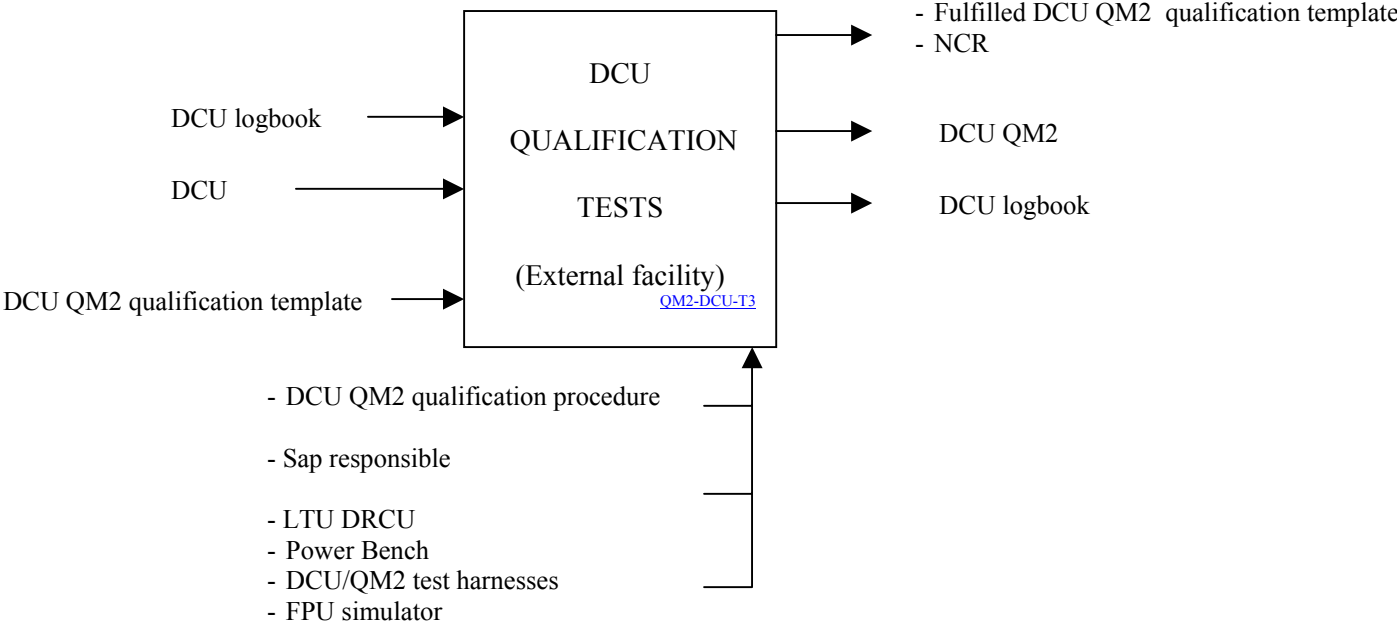 - Fulfilled DCU QM2 qualification template
- NCR
DCU
QUALIFICATION
TESTS
(External facility)
QM2-DCU-T3
DCU logbook
DCU
DCU QM2 qualification template
DCU QM2
DCU logbook
- DCU QM2 qualification procedure
- Sap responsible
- LTU DRCU
- Power Bench
- DCU/QM2 test harnesses
- FPU simulator